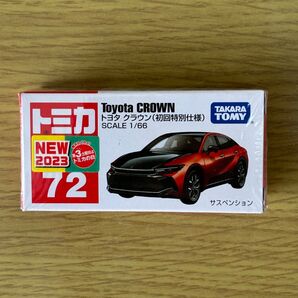 トミカ
Toyota CROWN
トヨタ クラウン(初回特別仕様)
SCALE 1/66
TAKARA
TOMY
NEW
2023
72
サスペンション